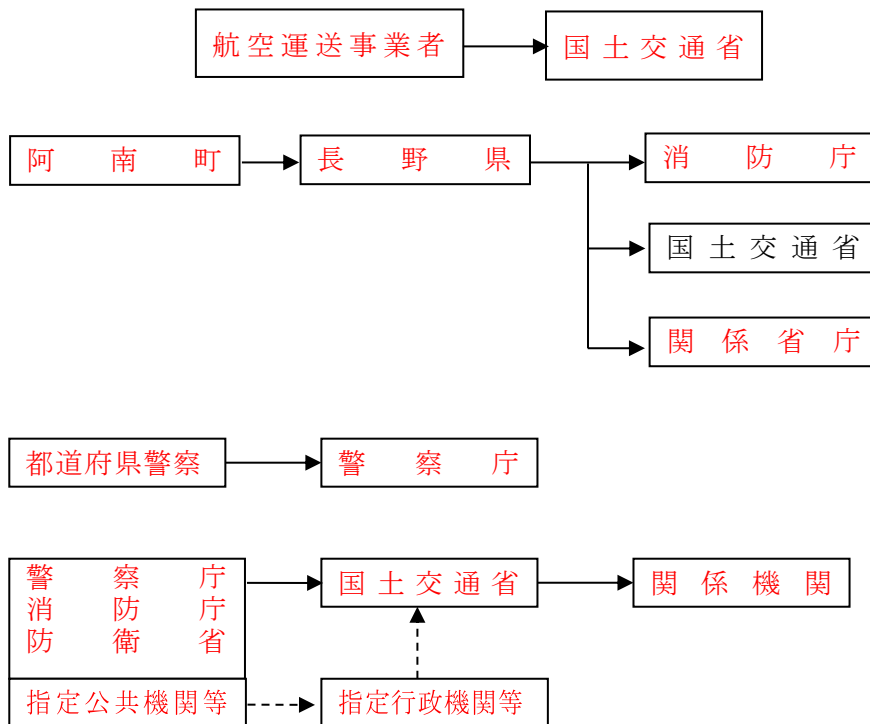 航空運送事業者
国土交通省
阿南町
長野県
消防庁
国土交通省
関係省庁
都道府県警察
警察庁
警察庁
消防庁
防衛省
国土交通省
関係機関
指定公共機関等
指定行政機関等